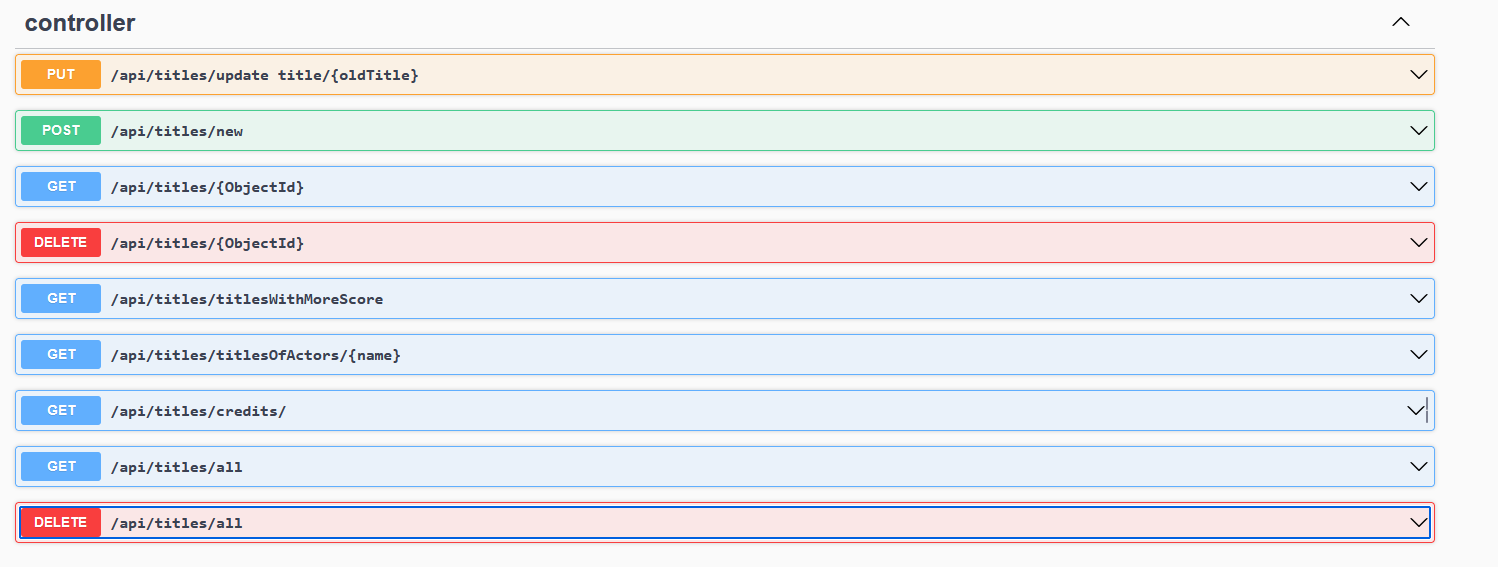 controller
PUT /api/titles/update title/{oldTitle}
POST /api/titles/new
GET /api/titles/{ObjectId}
DELETE /api/titles/{ObjectId}
GET /api/titles/titlesWithMoreScore
GET /api/titles/titlesOfActors/{name}
GET /api/titles/credits/
GET /api/titles/all
DELETE /api/titles/all